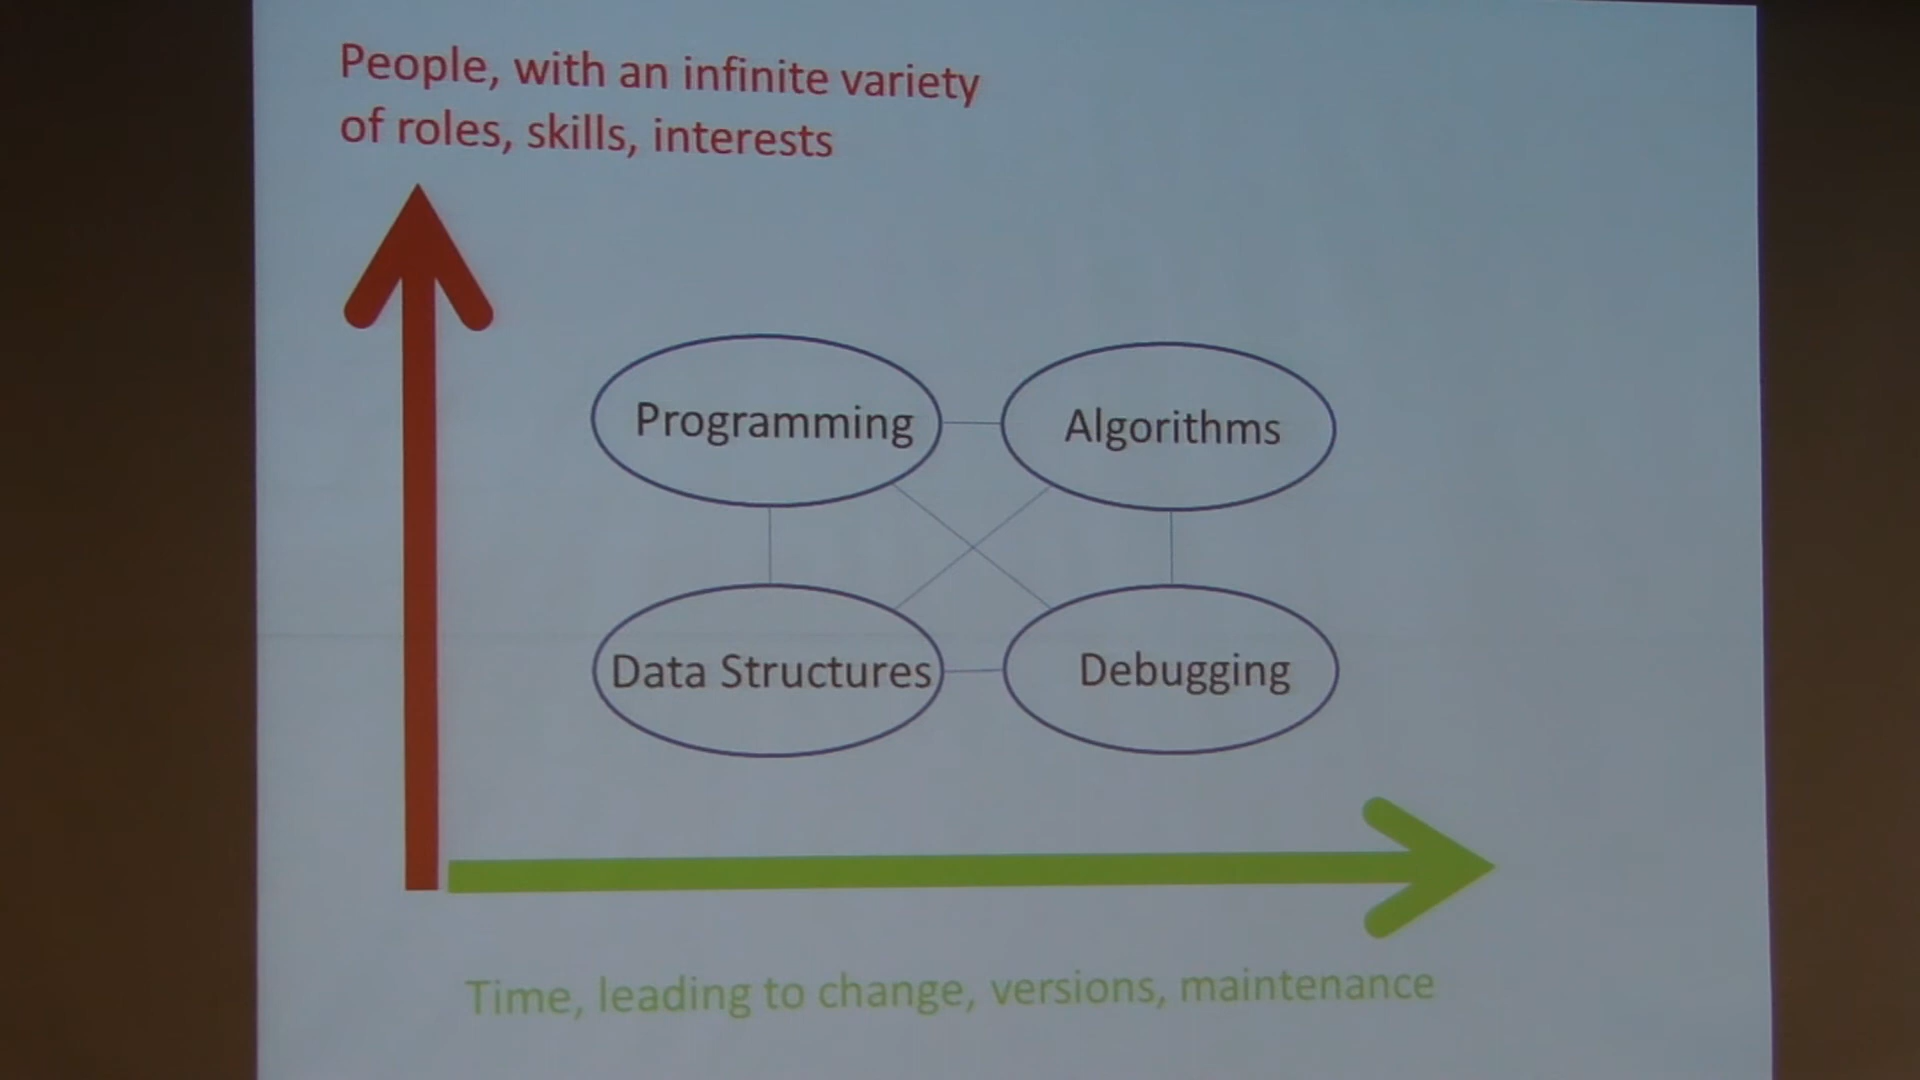 People, with an infinite variety
of roles, skills, interests
Programming
Algorithms
Data Structures
Debugging
Time, leading to change, versions, maintenance